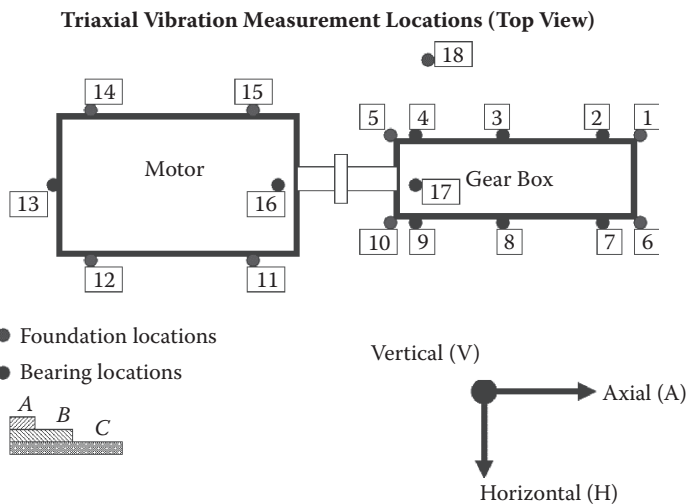 Triaxial Vibration Measurement Locations (Top View)
18
14 15 5 4 3 2 1
Motor Gear Box
13 16 17
12 11 10 9 8 7 6
Foundation locations
Bearing locations
A B C
Vertical (V)
Axial (A)
Horizontal (H)